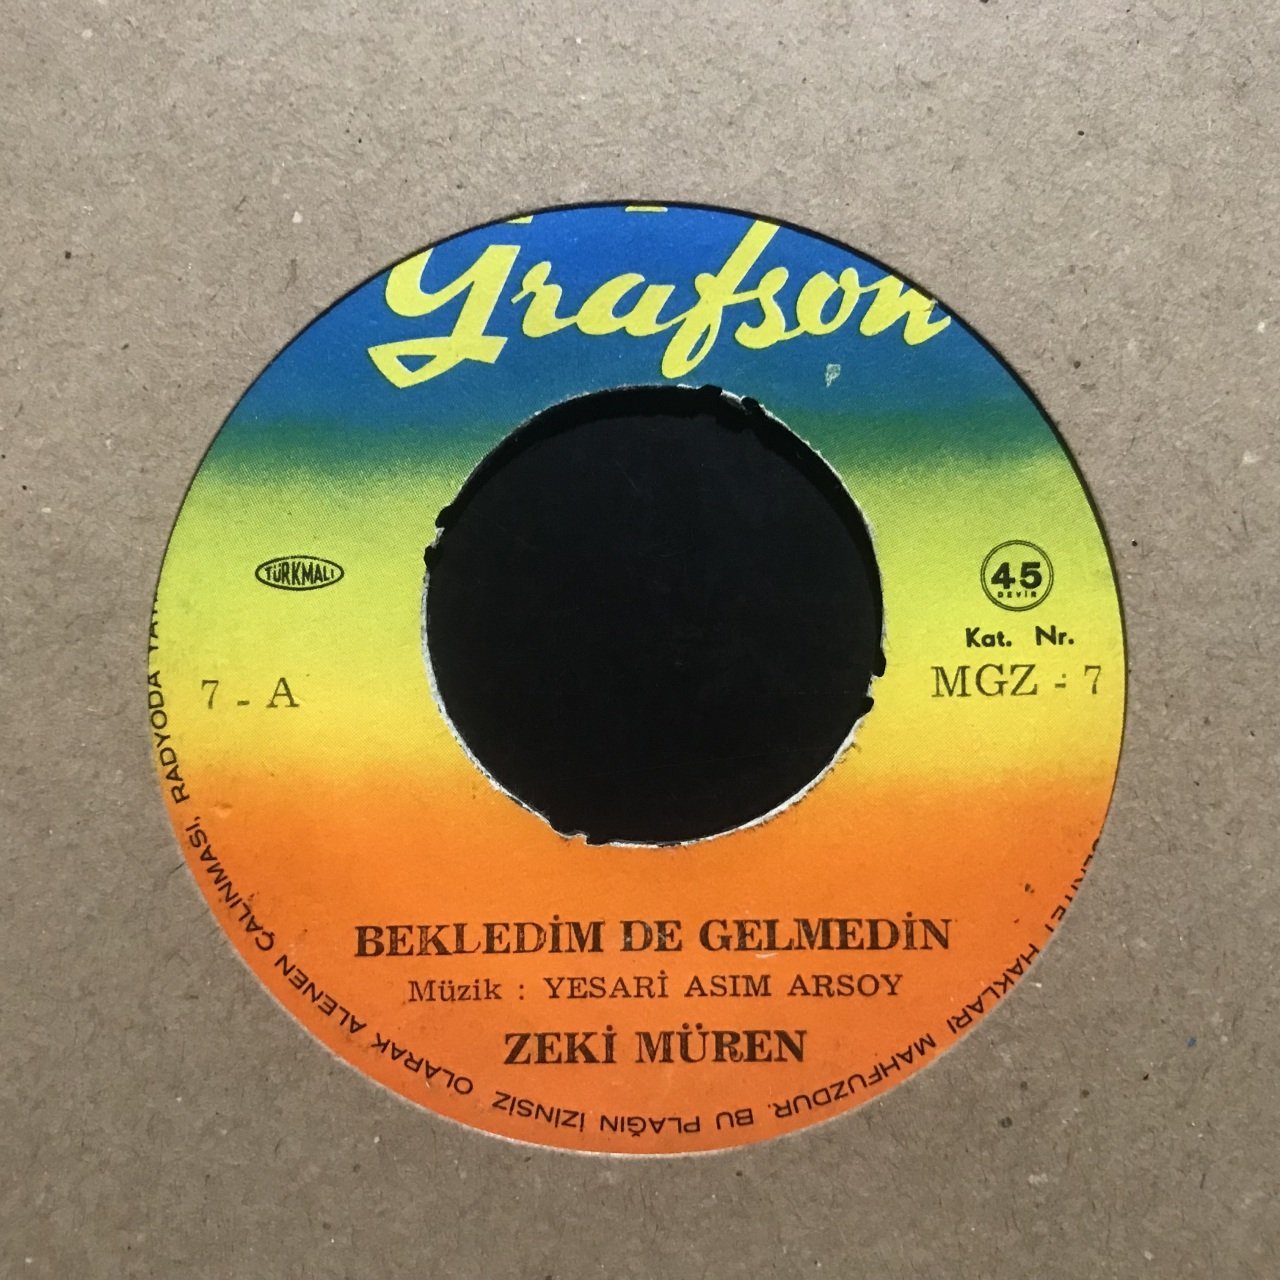 Grafson
TÜRKMALI
45
DEVİR
Kat. Nr.
7 - A
MGZ - 7
BEKLEDİM DE GELMEDİN
Müzik : YESARİ ASIM ARSOY
ZEKİ MÜREN
HAKLARI MAHFUZDUR. BU PLAĞIN İZİNSİZ OLARAK ALENEN ÇALINMASI, RADYODA